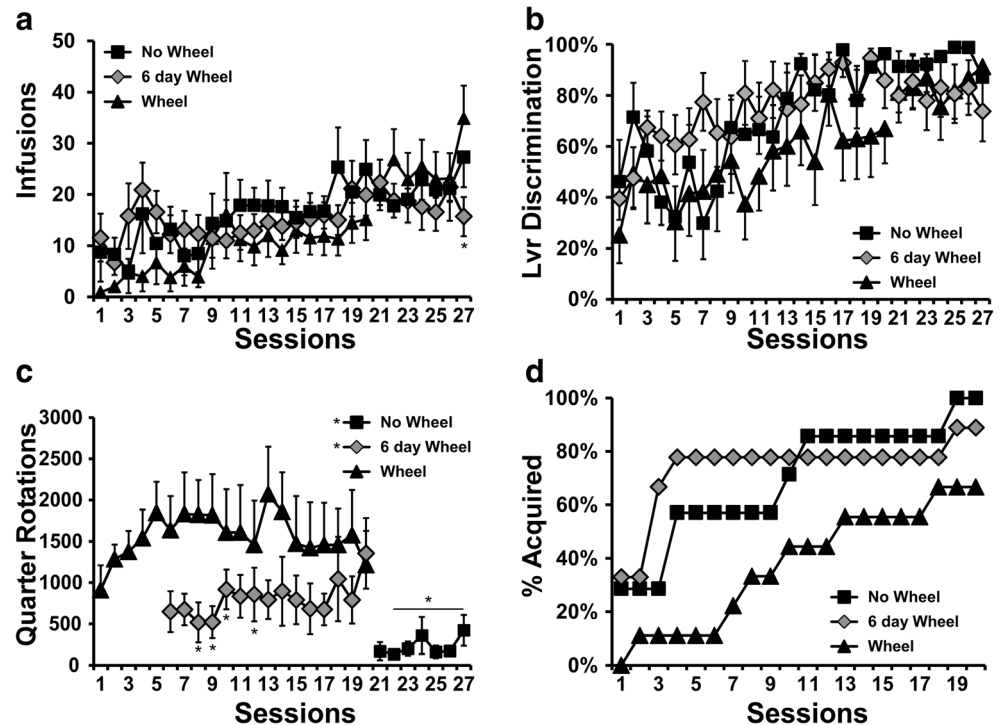 a
50
40
30
20
10
0
Infusions
No Wheel
6 day Wheel
Wheel
*
1 3 5 7 9 11 13 15 17 19 21 23 25 27
Sessions
b
100%
80%
60%
40%
20%
0%
Lvr Discrimination
No Wheel
6 day Wheel
Wheel
1 3 5 7 9 11 13 15 17 19 21 23 25 27
Sessions
c
3000
2500
2000
1500
1000
500
0
Quarter Rotations
* No Wheel
* 6 day Wheel
Wheel
* * * * *
1 3 5 7 9 11 13 15 17 19 21 23 25 27
Sessions
d
100%
80%
60%
40%
20%
0%
% Acquired
No Wheel
6 day Wheel
Wheel
1 3 5 7 9 11 13 15 17 19
Sessions